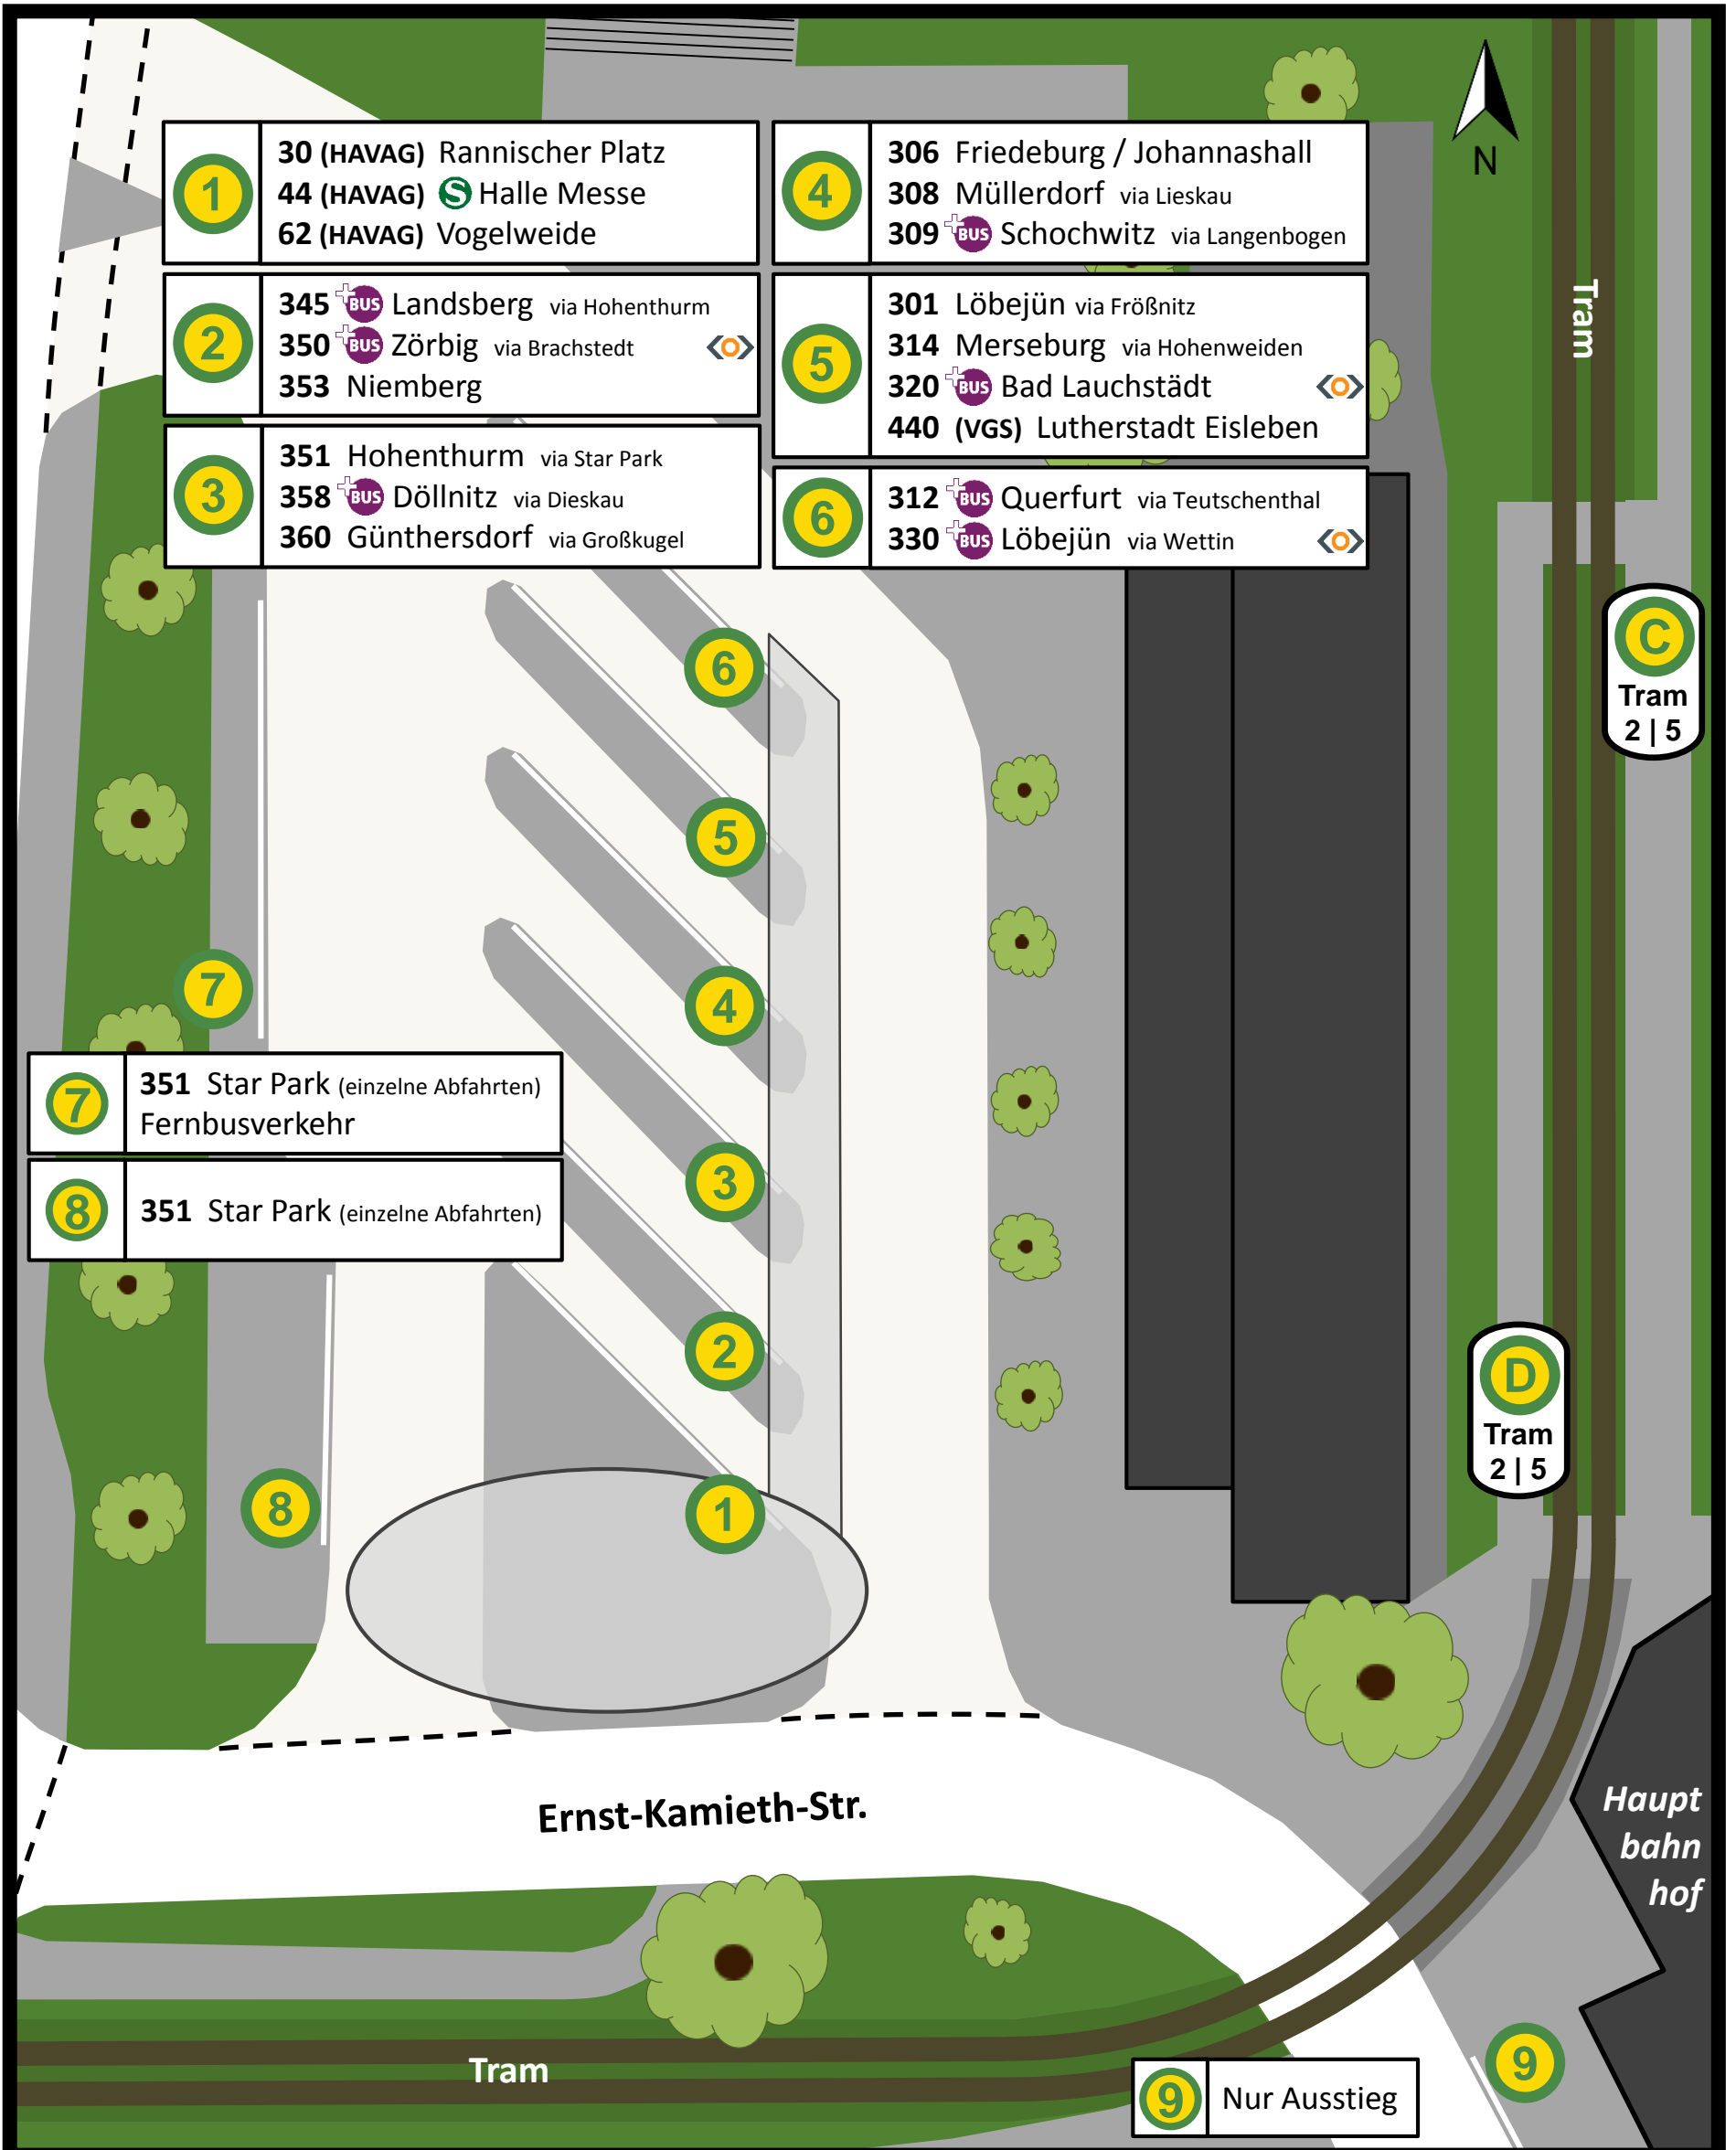 N
1
30 (HAVAG) Rannischer Platz
44 (HAVAG) S Halle Messe
62 (HAVAG) Vogelweide
2
345 +BUS Landsberg via Hohenthurm
350 +BUS Zörbig via Brachstedt
353 Niemberg
3
351 Hohenthurm via Star Park
358 +BUS Döllnitz via Dieskau
360 Günthersdorf via Großkugel
4
306 Friedeburg / Johannashall
308 Müllerdorf via Lieskau
309 +BUS Schochwitz via Langenbogen
5
301 Löbejün via Frößnitz
314 Merseburg via Hohenweiden
320 +BUS Bad Lauchstädt
440 (VGS) Lutherstadt Eisleben
6
312 +BUS Querfurt via Teutschenthal
330 +BUS Löbejün via Wettin
Tram
C
Tram
2 | 5
6
5
4
3
2
1
7
7
351 Star Park (einzelne Abfahrten)
Fernbusverkehr
8
351 Star Park (einzelne Abfahrten)
8
D
Tram
2 | 5
Ernst-Kamieth-Str.
Haupt
bahn
hof
Tram
9
Nur Ausstieg
9